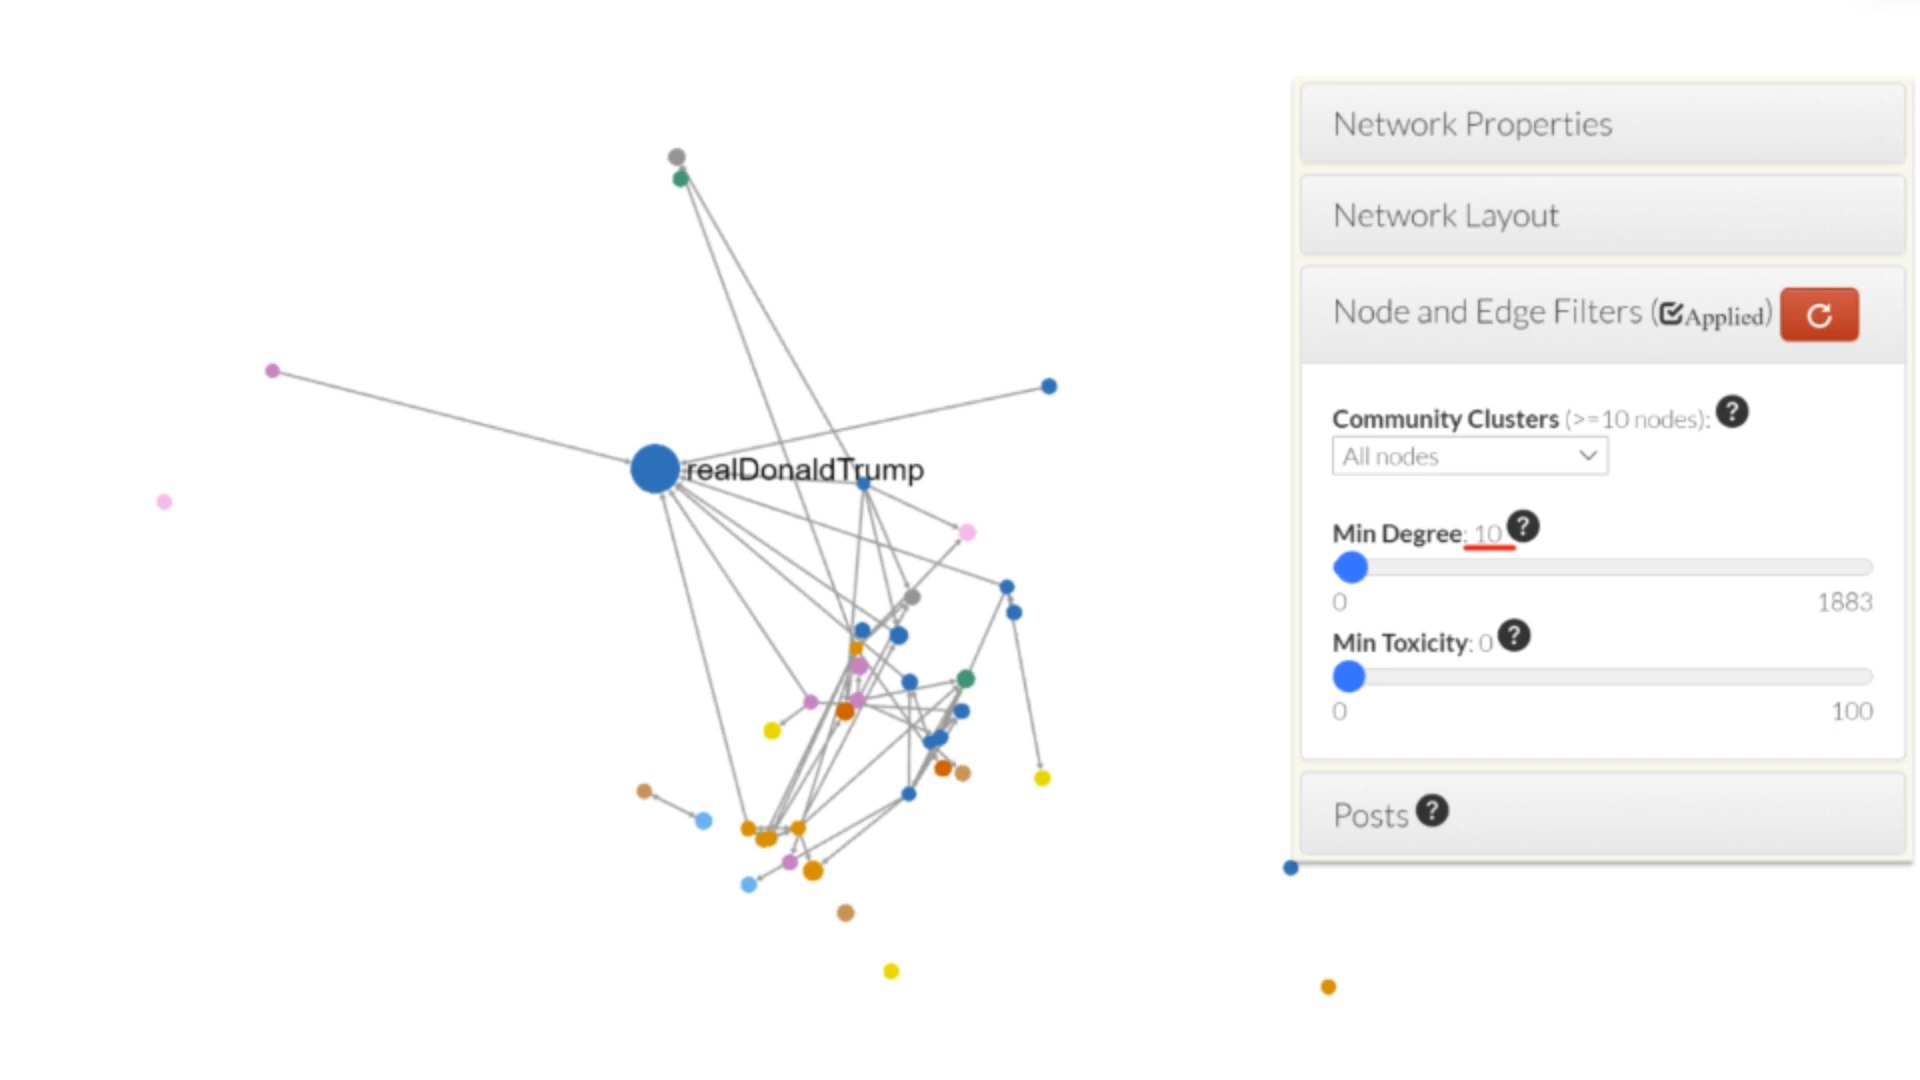 realDonaldTrump
Network Properties
Network Layout
Node and Edge Filters (Applied)
Community Clusters (>=10 nodes): ?
All nodes
Min Degree: 10 ?
0 1883
Min Toxicity: 0 ?
0 100
Posts ?